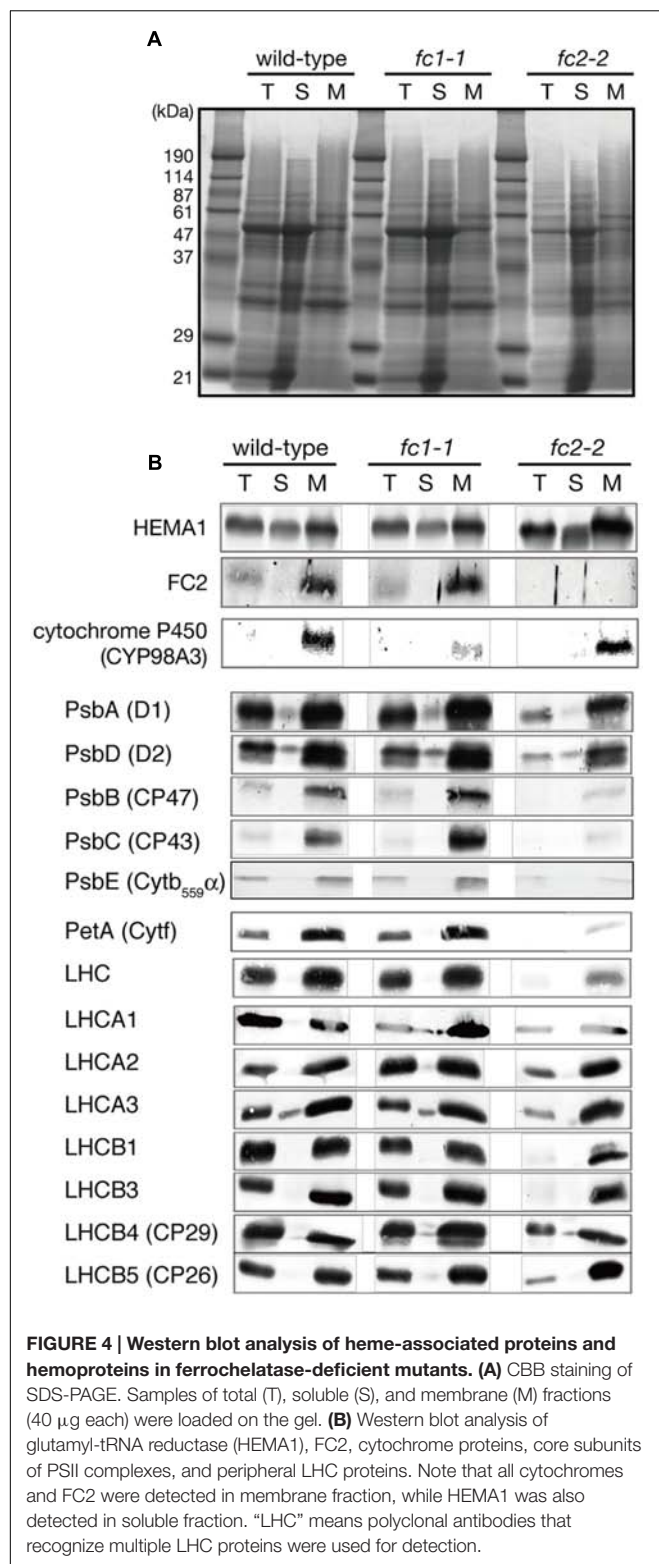 A
wild-type fc1-1 fc2-2
T S M T S M T S M
(kDa)
190
114
87
61
47
37
29
21
B
wild-type fc1-1 fc2-2
T S M T S M T S M
HEMA1
FC2
cytochrome P450
(CYP98A3)
PsbA (D1)
PsbD (D2)
PsbB (CP47)
PsbC (CP43)
PsbE (Cytb559α)
PetA (Cytf)
LHC
LHCA1
LHCA2
LHCA3
LHCB1
LHCB3
LHCB4 (CP29)
LHCB5 (CP26)
FIGURE 4 | Western blot analysis of heme-associated proteins and
hemoproteins in ferrochelatase-deficient mutants. (A) CBB staining of
SDS-PAGE. Samples of total (T), soluble (S), and membrane (M) fractions
(40 μg each) were loaded on the gel. (B) Western blot analysis of
glutamyl-tRNA reductase (HEMA1), FC2, cytochrome proteins, core subunits
of PSII complexes, and peripheral LHC proteins. Note that all cytochromes
and FC2 were detected in membrane fraction, while HEMA1 was also
detected in soluble fraction. “LHC” means polyclonal antibodies that
recognize multiple LHC proteins were used for detection.